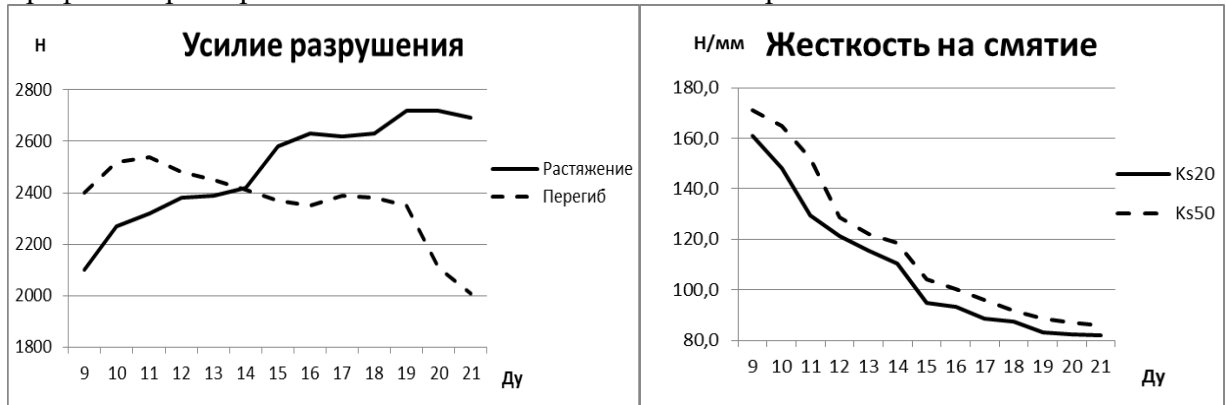 Усилие разрушения
Н
2800
2600
2400
2200
2000
1800
9 10 11 12 13 14 15 16 17 18 19 20 21
Ду
Растяжение
Перегиб
Жесткость на смятие
Н/мм
180,0
160,0
140,0
120,0
100,0
80,0
9 10 11 12 13 14 15 16 17 18 19 20 21
Ду
Ks20
Ks50